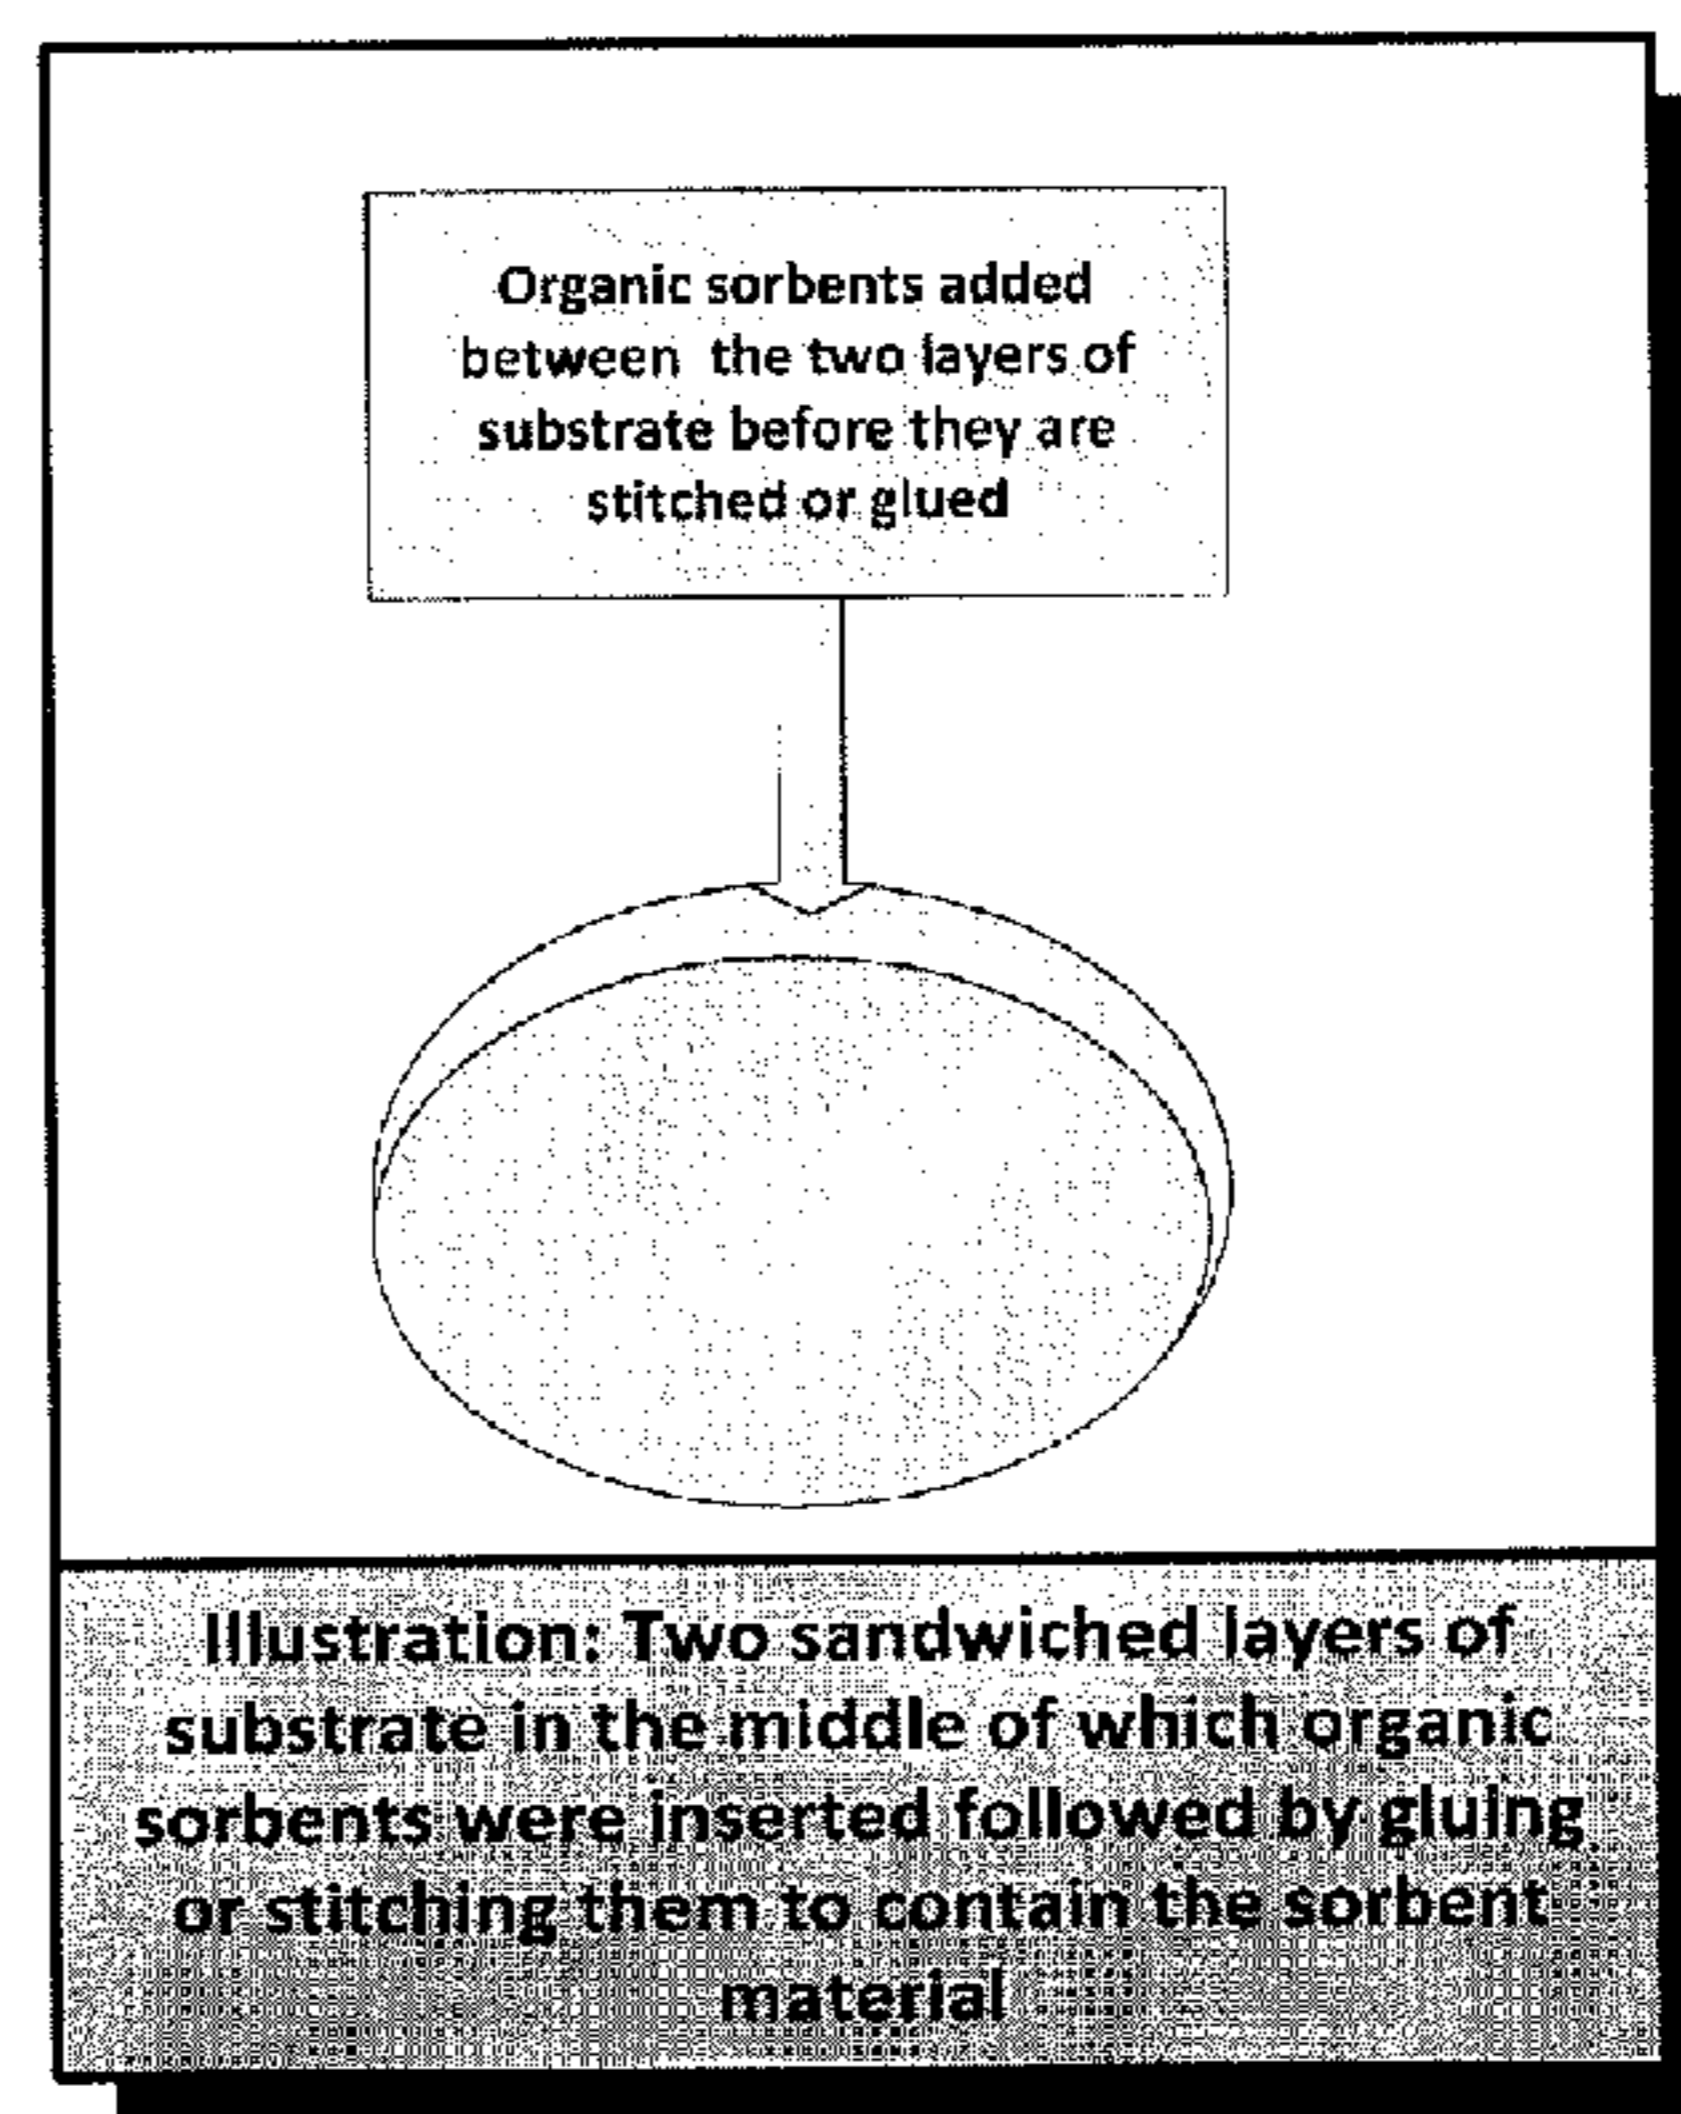 Organic sorbents added
between the two layers of
substrate before they are
stitched or glued
Illustration: Two sandwiched layers of
substrate in the middle of which organic
sorbents were inserted followed by gluing
or stitching them to contain the sorbent
material